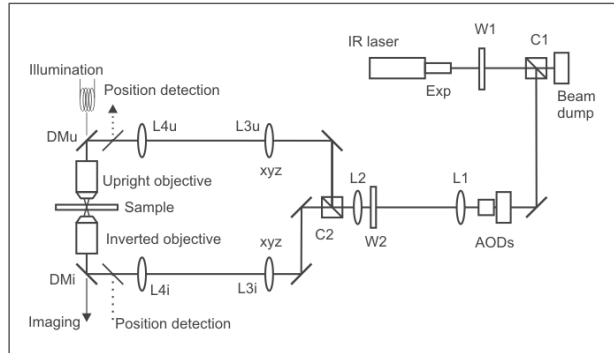 W1
C1
IR laser
Exp
Beam
dump
Illumination
Position detection
DMu
L4u
L3u
xyz
Upright objective
Sample
Inverted objective
L2
L1
C2
W2
AODs
xyz
DMi
L4i
L3i
Imaging
Position detection